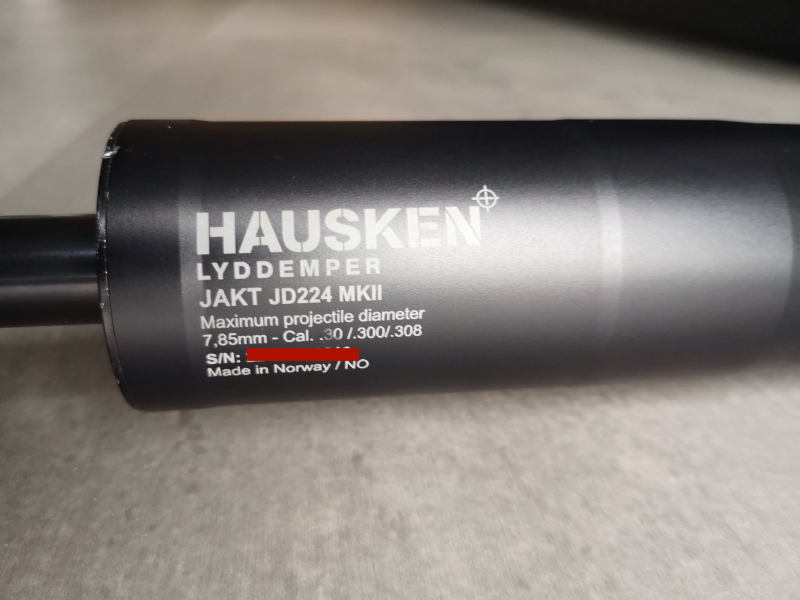 HAUSKEN
LYDDEMPER
JAKT JD224 MKII
Maximum projectile diameter
7,85mm - Cal. .30 /.300/.308
S/N:
Made in Norway / NO